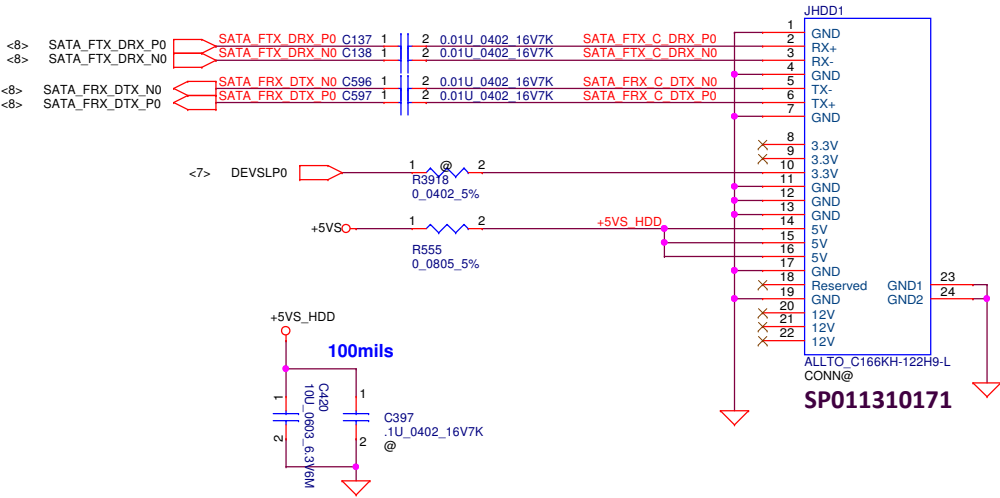 JHDD1
<8> SATA_FTX_DRX_P0 SATA_FTX_DRX_P0 C137 1 2 0.01U_0402_16V7K SATA_FTX_C_DRX_P0
<8> SATA_FTX_DRX_N0 SATA_FTX_DRX_N0 C138 1 2 0.01U_0402_16V7K SATA_FTX_C_DRX_N0
<8> SATA_FRX_DTX_N0 SATA_FRX_DTX_N0 C596 1 2 0.01U_0402_16V7K SATA_FRX_C_DTX_N0
<8> SATA_FRX_DTX_P0 SATA_FRX_DTX_P0 C597 1 2 0.01U_0402_16V7K SATA_FRX_C_DTX_P0
1 GND
2 RX+
3 RX-
4 GND
5 TX-
6 TX+
7 GND
8 3.3V
9 3.3V
10 3.3V
11 GND
12 GND
13 GND
14 5V
15 5V
16 5V
17 GND
18 Reserved
19 GND
20 12V
21 12V
22 12V
GND1 23
GND2 24
<7> DEVSLP0 1 @ 2
R3918
0_0402_5%
+5VS 1 2 +5VS_HDD
R555
0_0805_5%
ALLTO_C166KH-122H9-L
CONN@
SP011310171
+5VS_HDD
100mils
1 2
C420
10U_0603_6.3V6M
1 2
C397
.1U_0402_16V7K
@